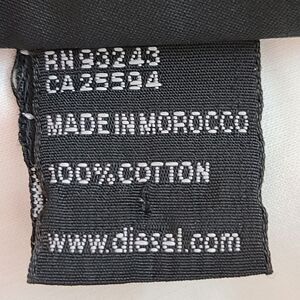 RN 93243
CA 25594
MADE IN MOROCCO
100% COTTON
www.diesel.com